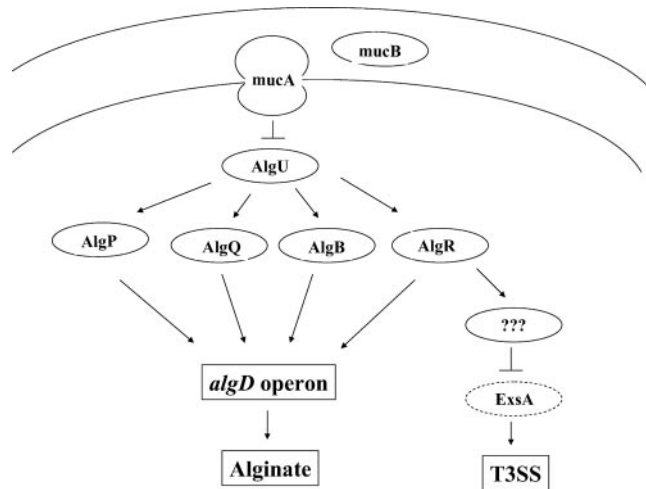 mucB
mucA
AlgU
AlgP
AlgQ
AlgB
AlgR
???
algD operon
ExsA
Alginate
T3SS